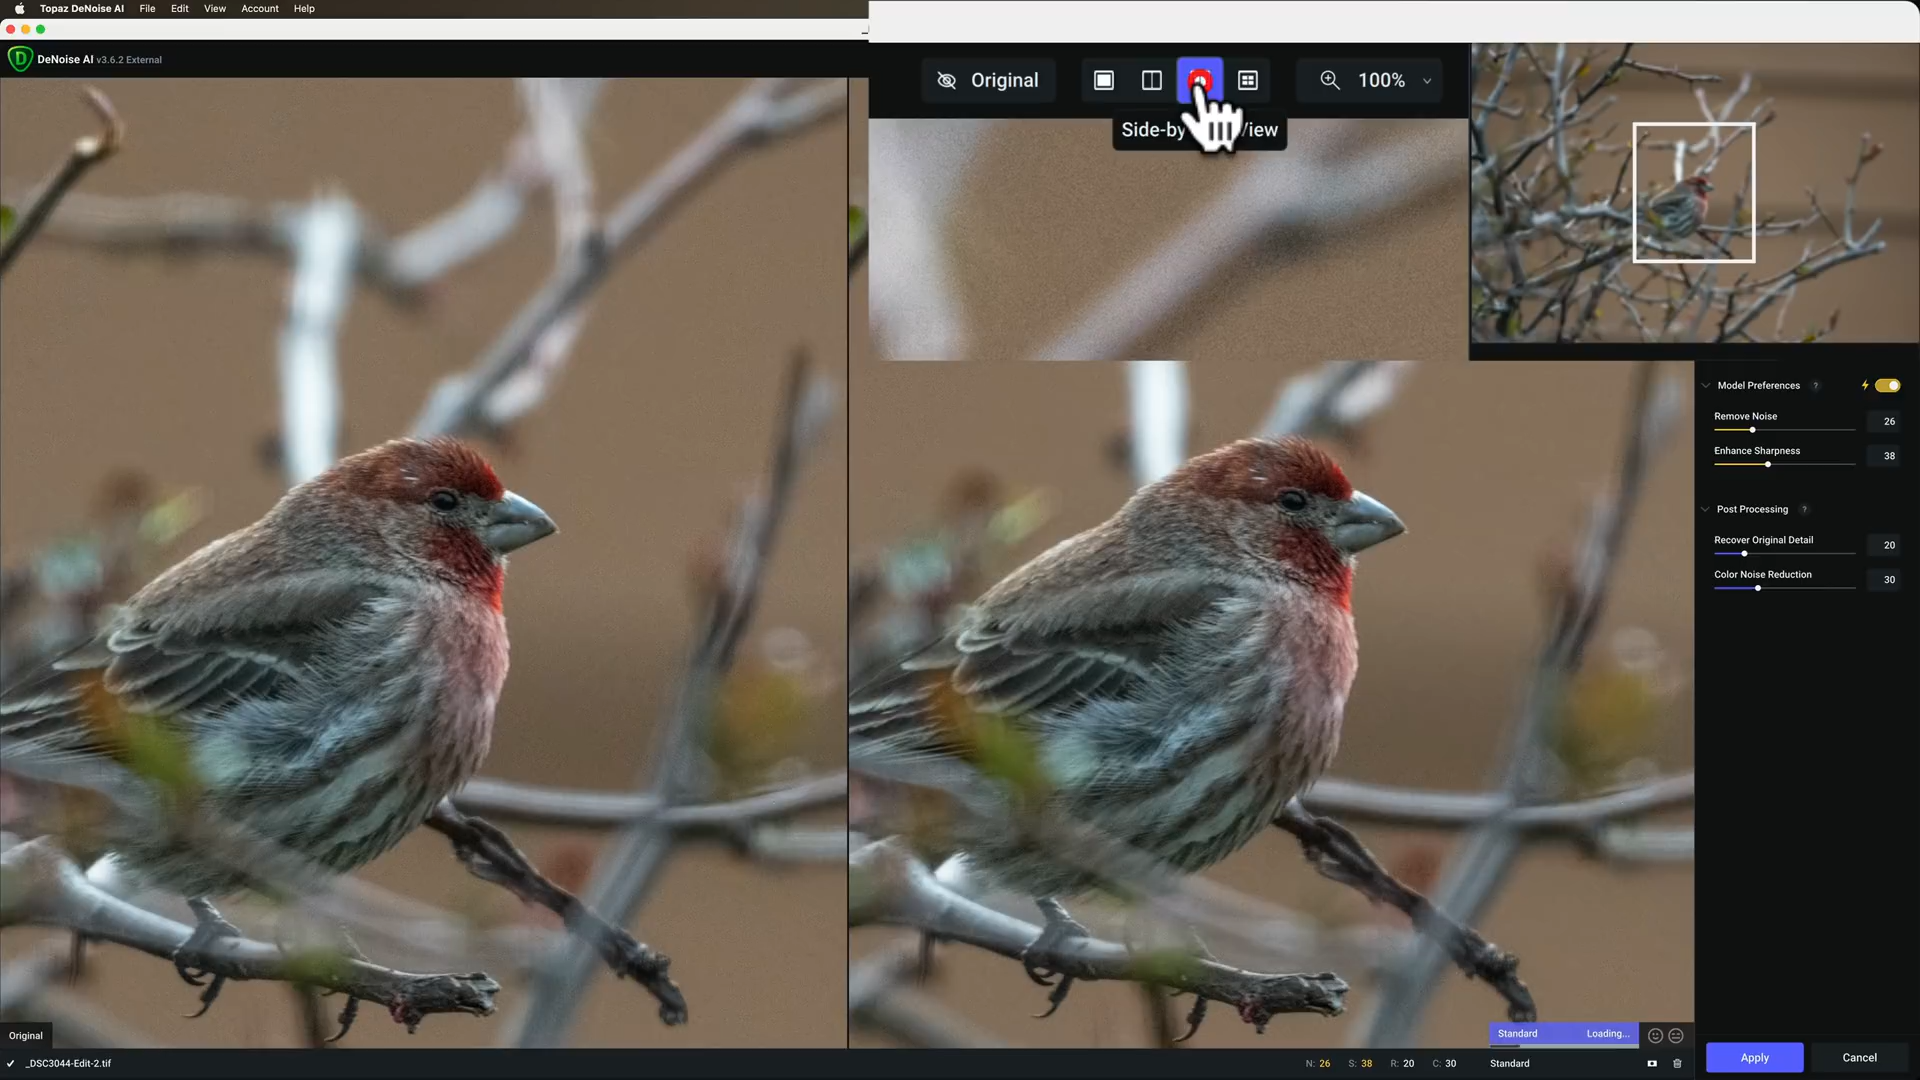 Topaz DeNoise AI File Edit View Account Help
DeNoise AI v3.6.2 External
Original
100%
Side-by View
Model Preferences ?
Remove Noise 26
Enhance Sharpness 38
Post Processing ?
Recover Original Detail 20
Color Noise Reduction 30
Original
Standard Loading...
_DSC3044-Edit-2.tif
N: 26 S: 38 R: 20 C: 30 Standard
Apply Cancel